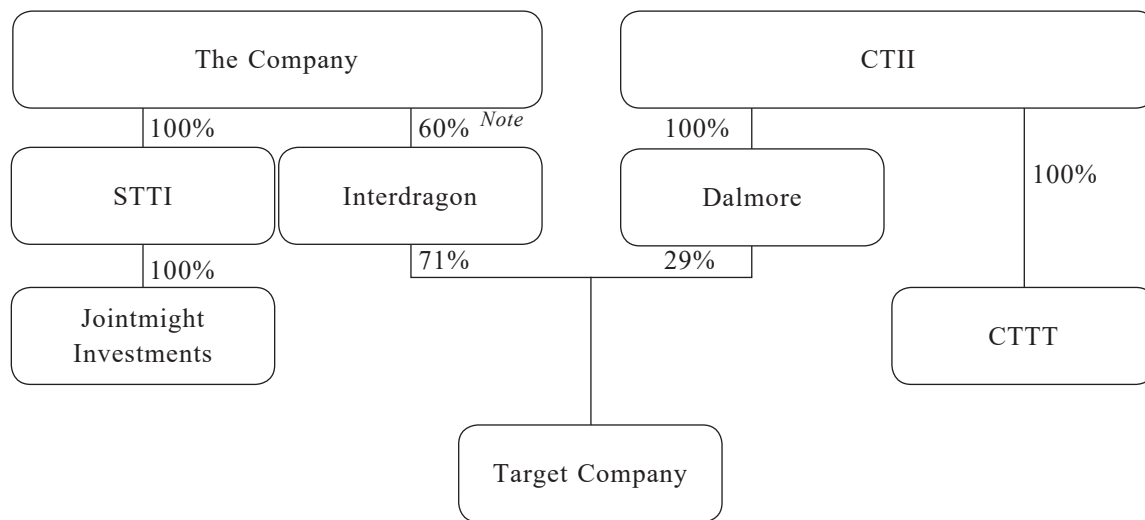 The Company
CTII
100%
60% Note
100%
100%
STTI
Interdragon
Dalmore
100%
71%
29%
Jointmight
Investments
CTTT
Target Company